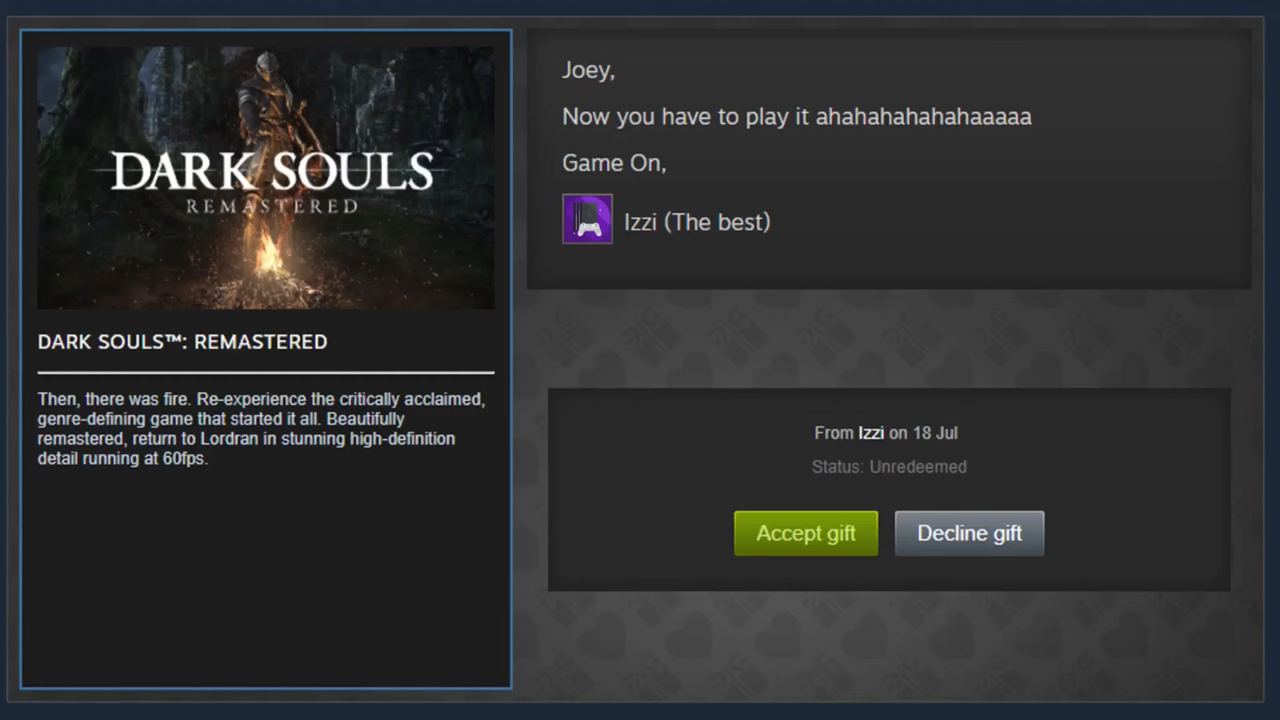 DARK SOULS
REMASTERED
DARK SOULS™: REMASTERED
Then, there was fire. Re-experience the critically acclaimed,
genre-defining game that started it all. Beautifully
remastered, return to Lordran in stunning high-definition
detail running at 60fps.
Joey,
Now you have to play it ahahahahahahaaaaa
Game On,
Izzi (The best)
From Izzi on 18 Jul
Status: Unredeemed
Accept gift
Decline gift